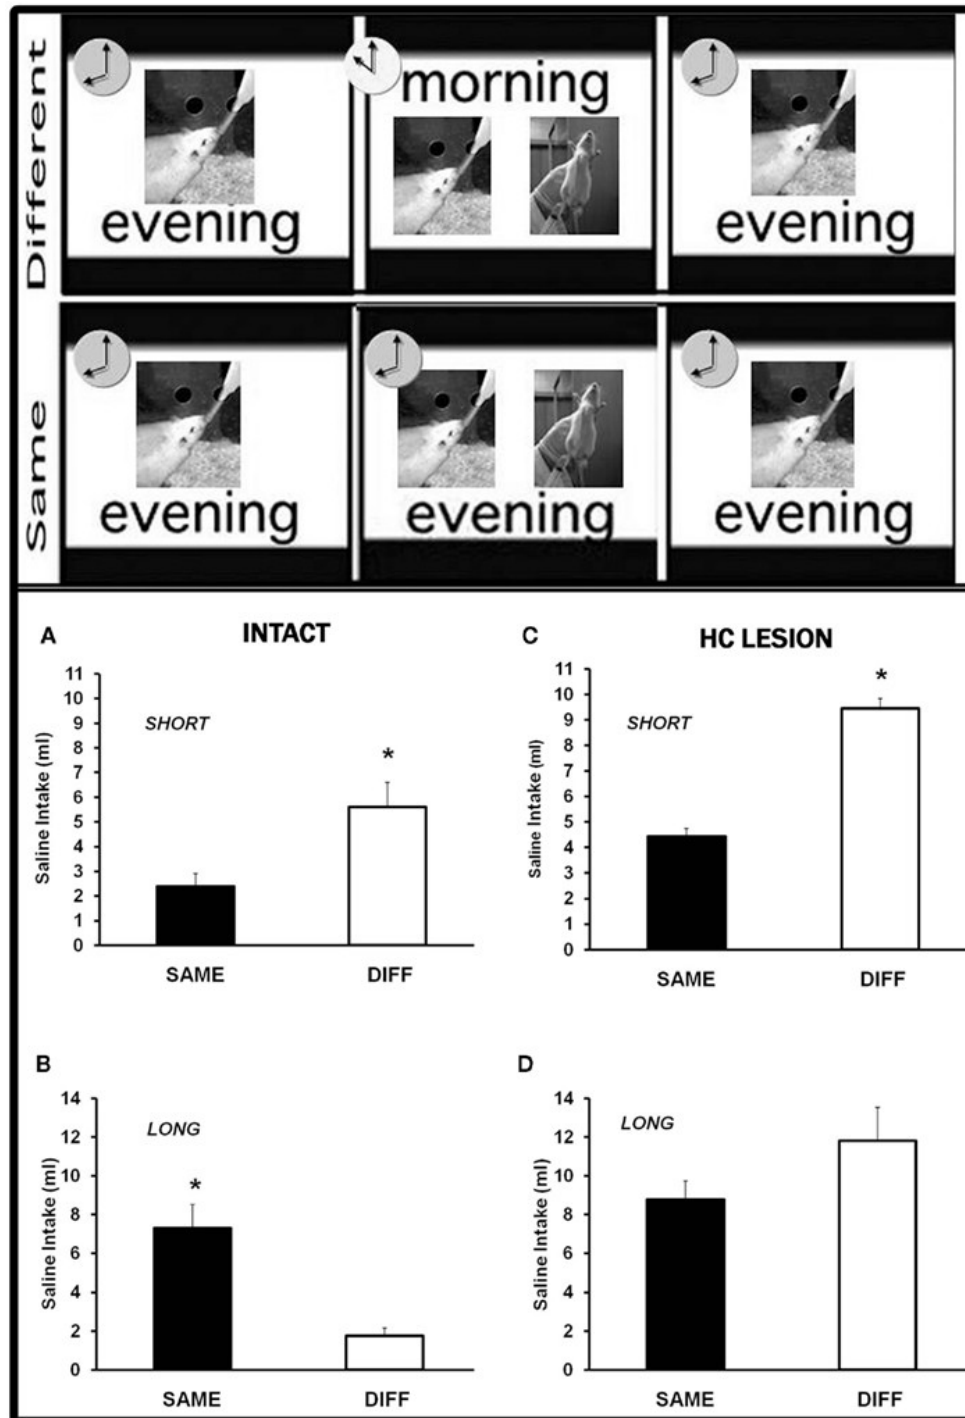 Different
evening
morning
evening
Same
evening
evening
evening
A
INTACT
SHORT
Saline Intake (ml)
11
10
9
8
7
6
5
4
3
2
1
0
*
SAME
DIFF
C
HC LESION
SHORT
Saline Intake (ml)
11
10
9
8
7
6
5
4
3
2
1
0
*
SAME
DIFF
B
LONG
Saline Intake (ml)
14
12
10
8
6
4
2
0
*
SAME
DIFF
D
LONG
Saline Intake (ml)
14
12
10
8
6
4
2
0
SAME
DIFF